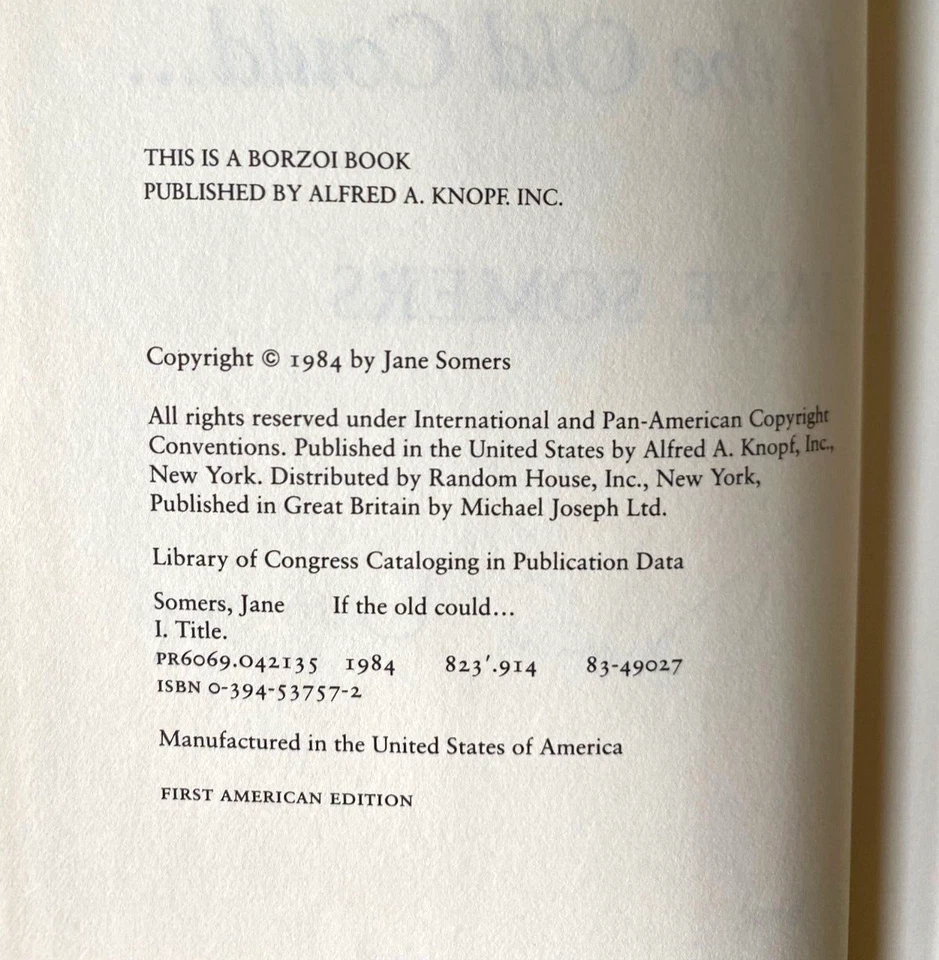 THIS IS A BORZOI BOOK
PUBLISHED BY ALFRED A. KNOPF. INC.
Copyright © 1984 by Jane Somers
All rights reserved under International and Pan-American Copyright
Conventions. Published in the United States by Alfred A. Knopf, Inc.,
New York. Distributed by Random House, Inc., New York,
Published in Great Britain by Michael Joseph Ltd.
Library of Congress Cataloging in Publication Data
Somers, Jane If the old could...
I. Title.
PR6069.042135 1984 823'.914 83-49027
ISBN 0-394-53757-2
Manufactured in the United States of America
FIRST AMERICAN EDITION